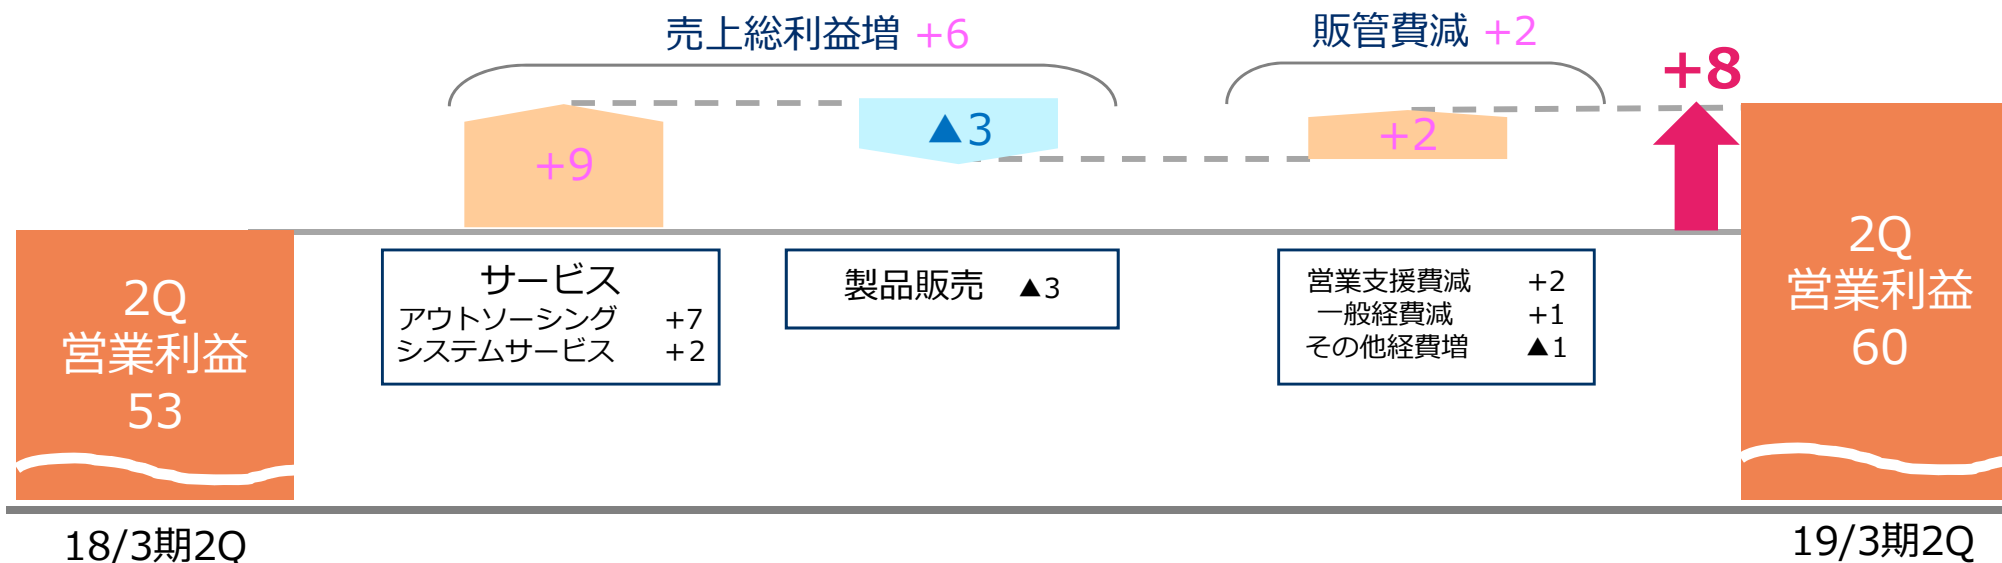 売上総利益増 +6
販管費減 +2
+8
+9
▲3
+2
2Q
営業利益
53
サービス
アウトソーシング +7
システムサービス +2
製品販売 ▲3
営業支援費減 +2
一般経費減 +1
その他経費増 ▲1
2Q
営業利益
60
18/3期2Q
19/3期2Q